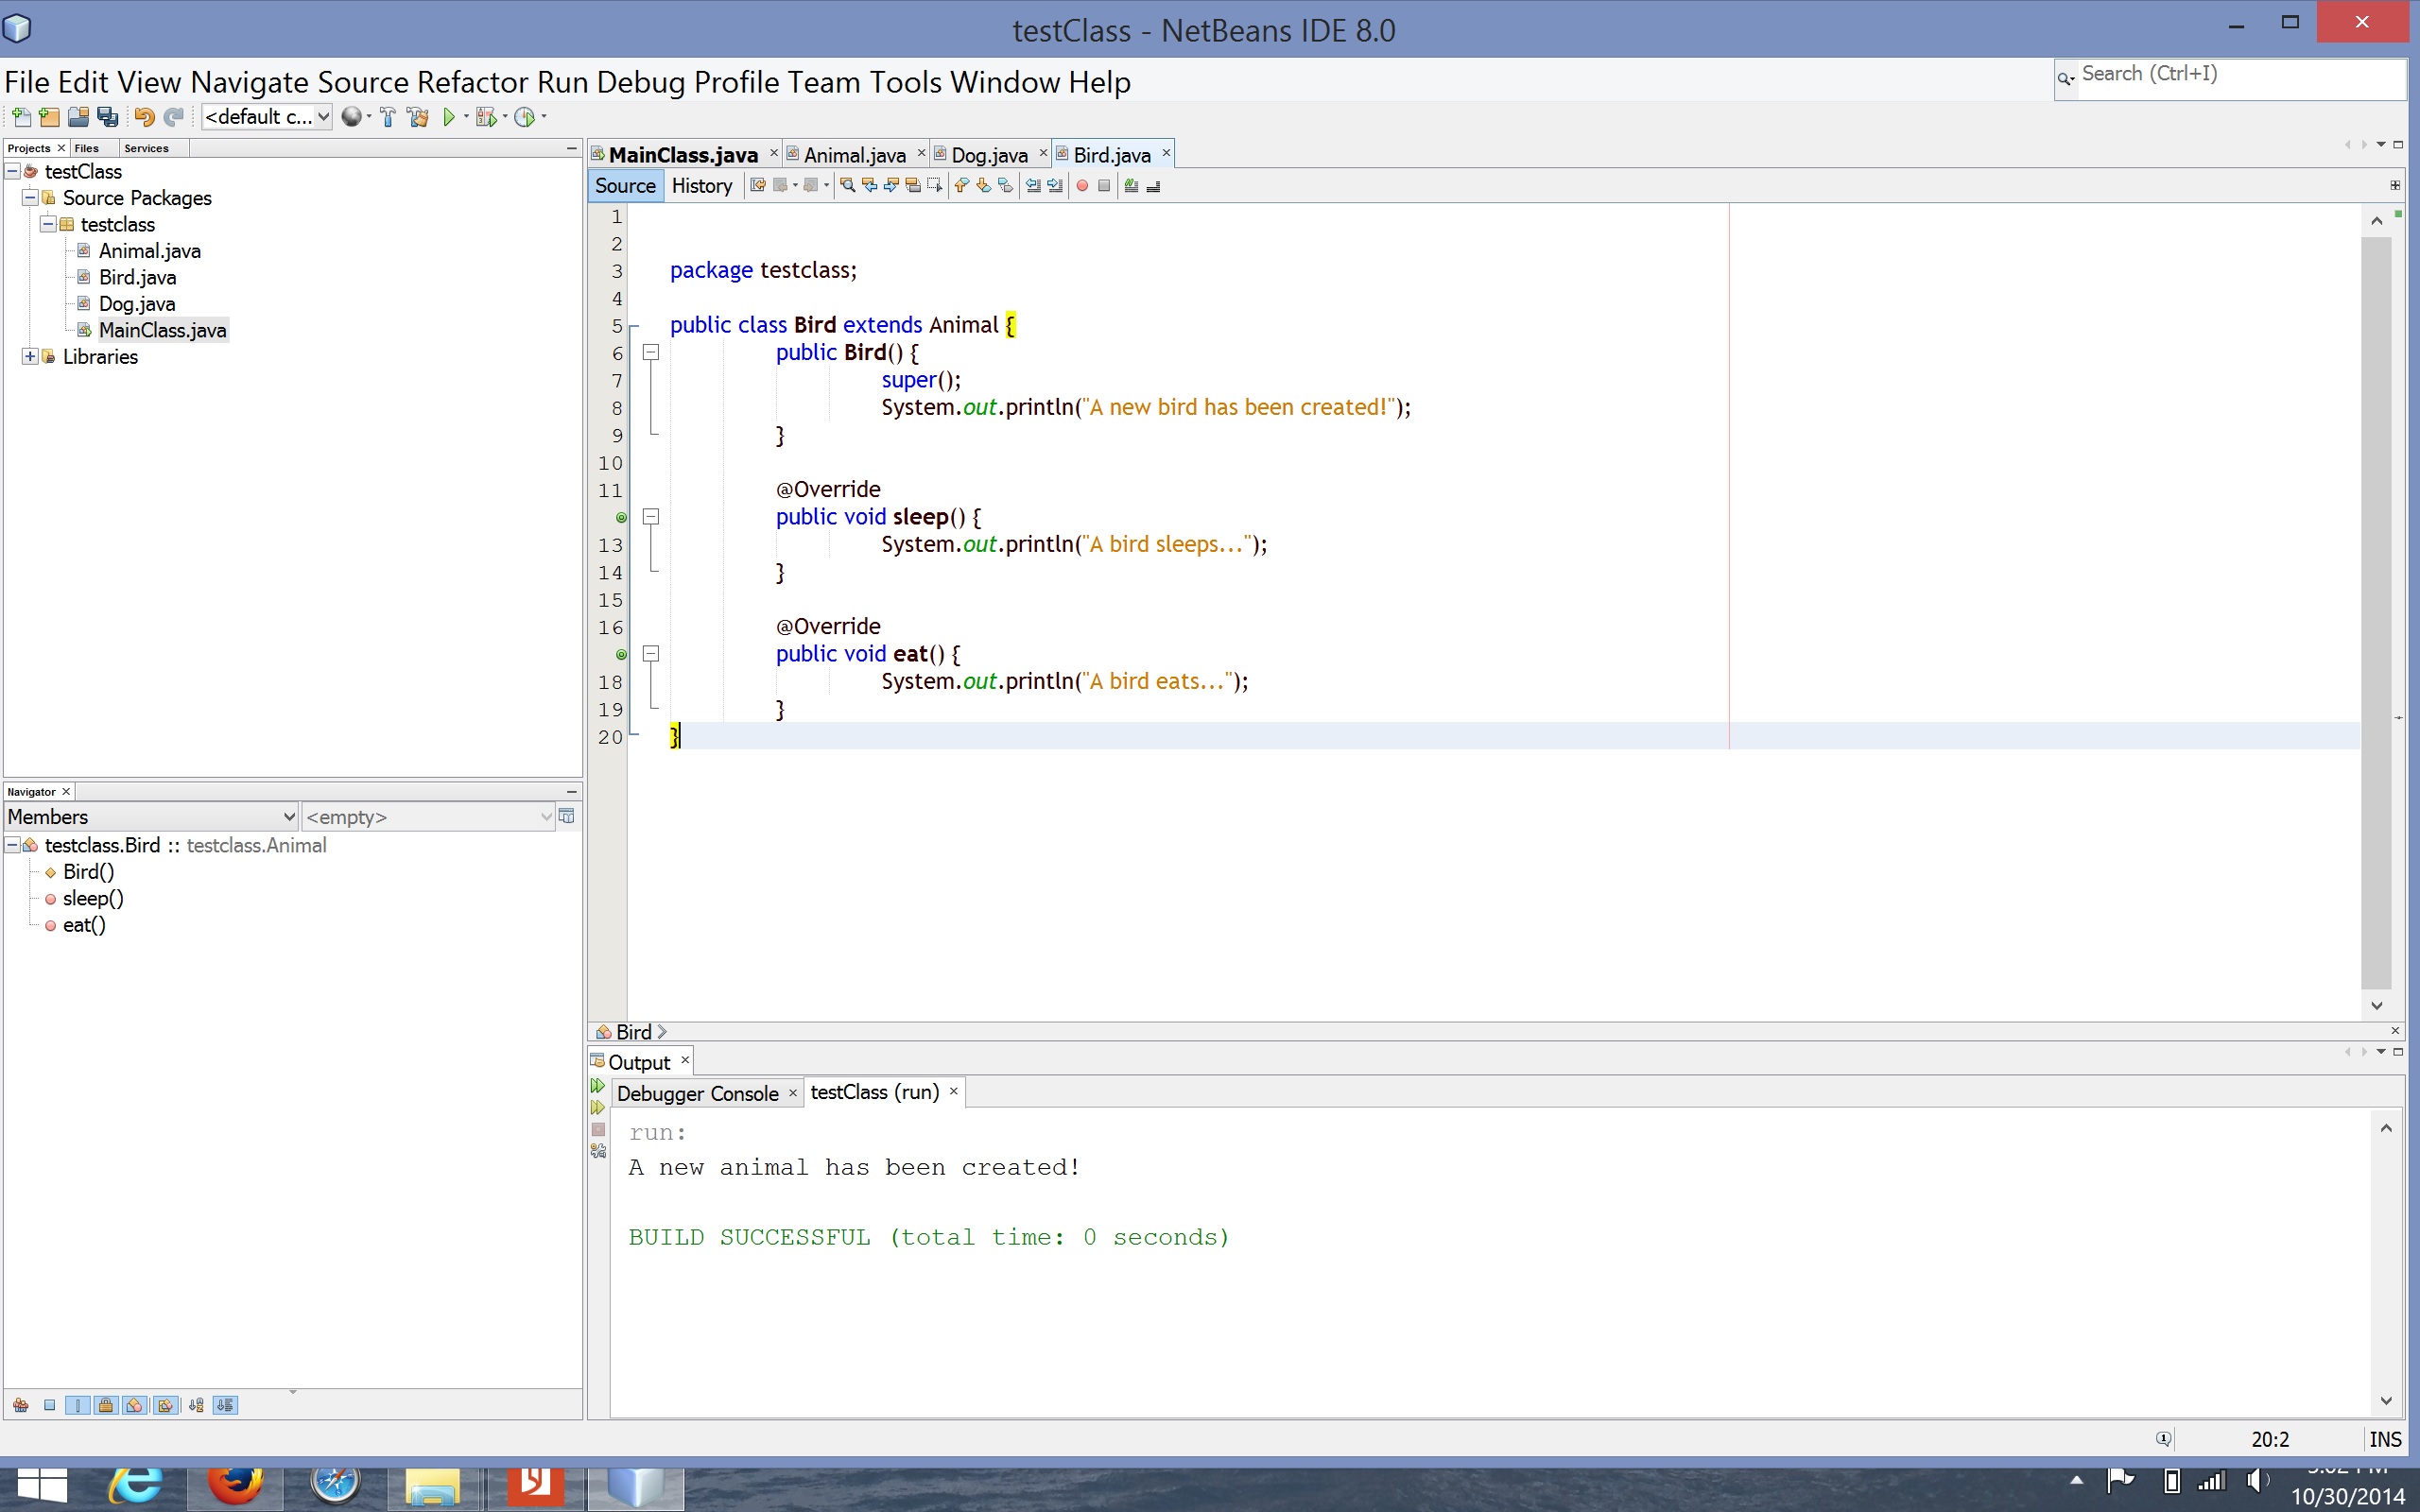 testClass - NetBeans IDE 8.0
File Edit View Navigate Source Refactor Run Debug Profile Team Tools Window Help
Search (Ctrl+I)
<default c...
Projects Files Services
testClass
Source Packages
testclass
Animal.java
Bird.java
Dog.java
MainClass.java
Libraries
Navigator
Members <empty>
testclass.Bird :: testclass.Animal
Bird()
sleep()
eat()
MainClass.java Animal.java Dog.java Bird.java
Source History
1
2
3 package testclass;
4
5 public class Bird extends Animal {
6 public Bird() {
7 super();
8 System.out.println("A new bird has been created!");
9 }
10
11 @Override
public void sleep() {
13 System.out.println("A bird sleeps...");
14 }
15
16 @Override
public void eat() {
18 System.out.println("A bird eats...");
19 }
20 }
Bird
Output
Debugger Console testClass (run)
run:
A new animal has been created!
BUILD SUCCESSFUL (total time: 0 seconds)
20:2 INS
10/30/2014